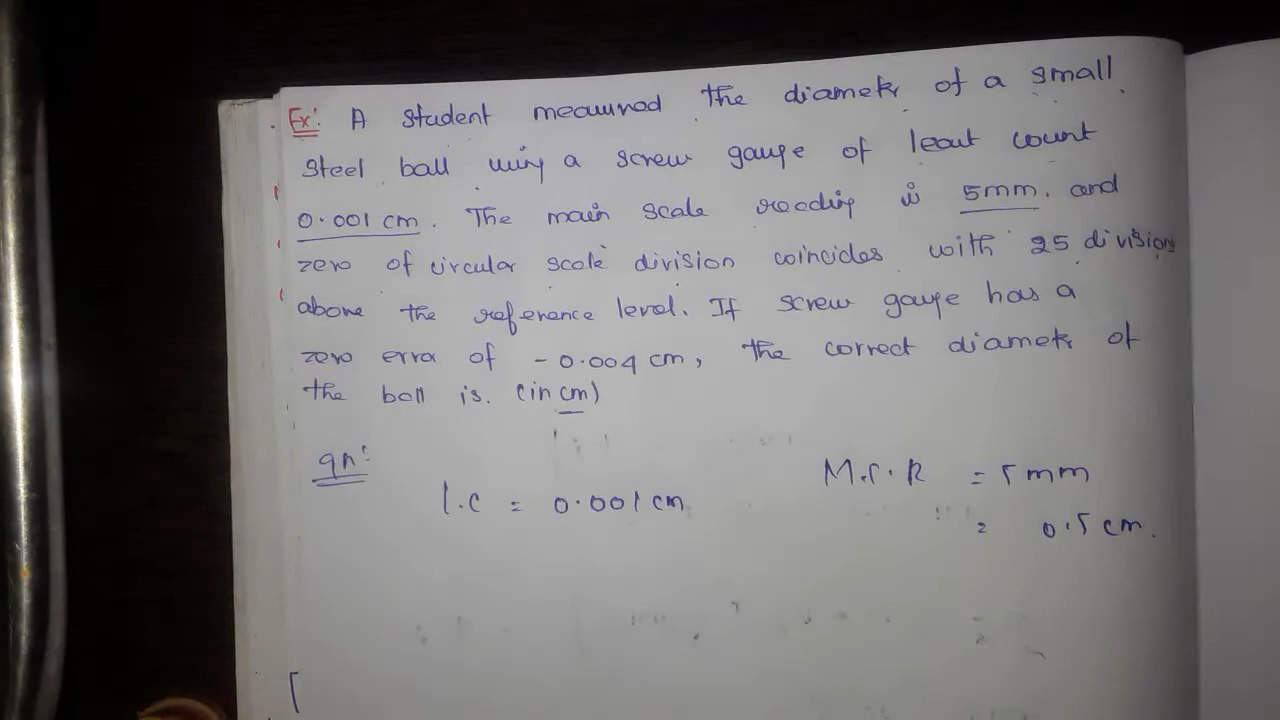 Ex: A student measured the diameter of a small
steel ball using a screw gauge of least count
0.001 cm. The main scale reading is 5mm. and
zero of circular scale division coincides with 25 divisions
above the reference level. If screw gauge has a
zero error of -0.004 cm, the correct diameter of
the ball is. (in cm)
gn:
l.c = 0.001 cm
M.S.R = 5 mm
= 0.5 cm.